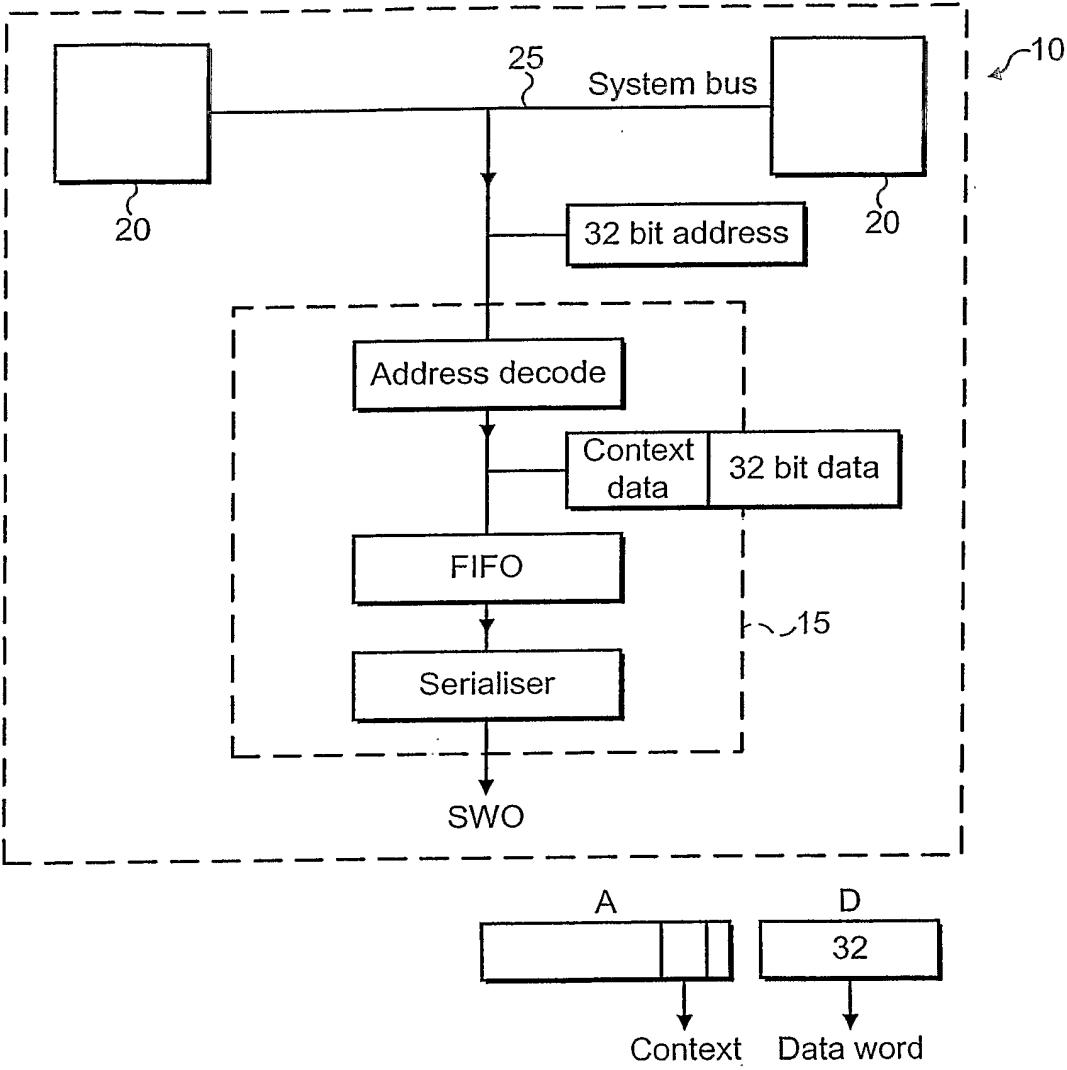 10
25
System bus
20
20
32 bit address
Address decode
Context
data
32 bit data
FIFO
15
Serialiser
SWO
A
D
32
Context
Data word